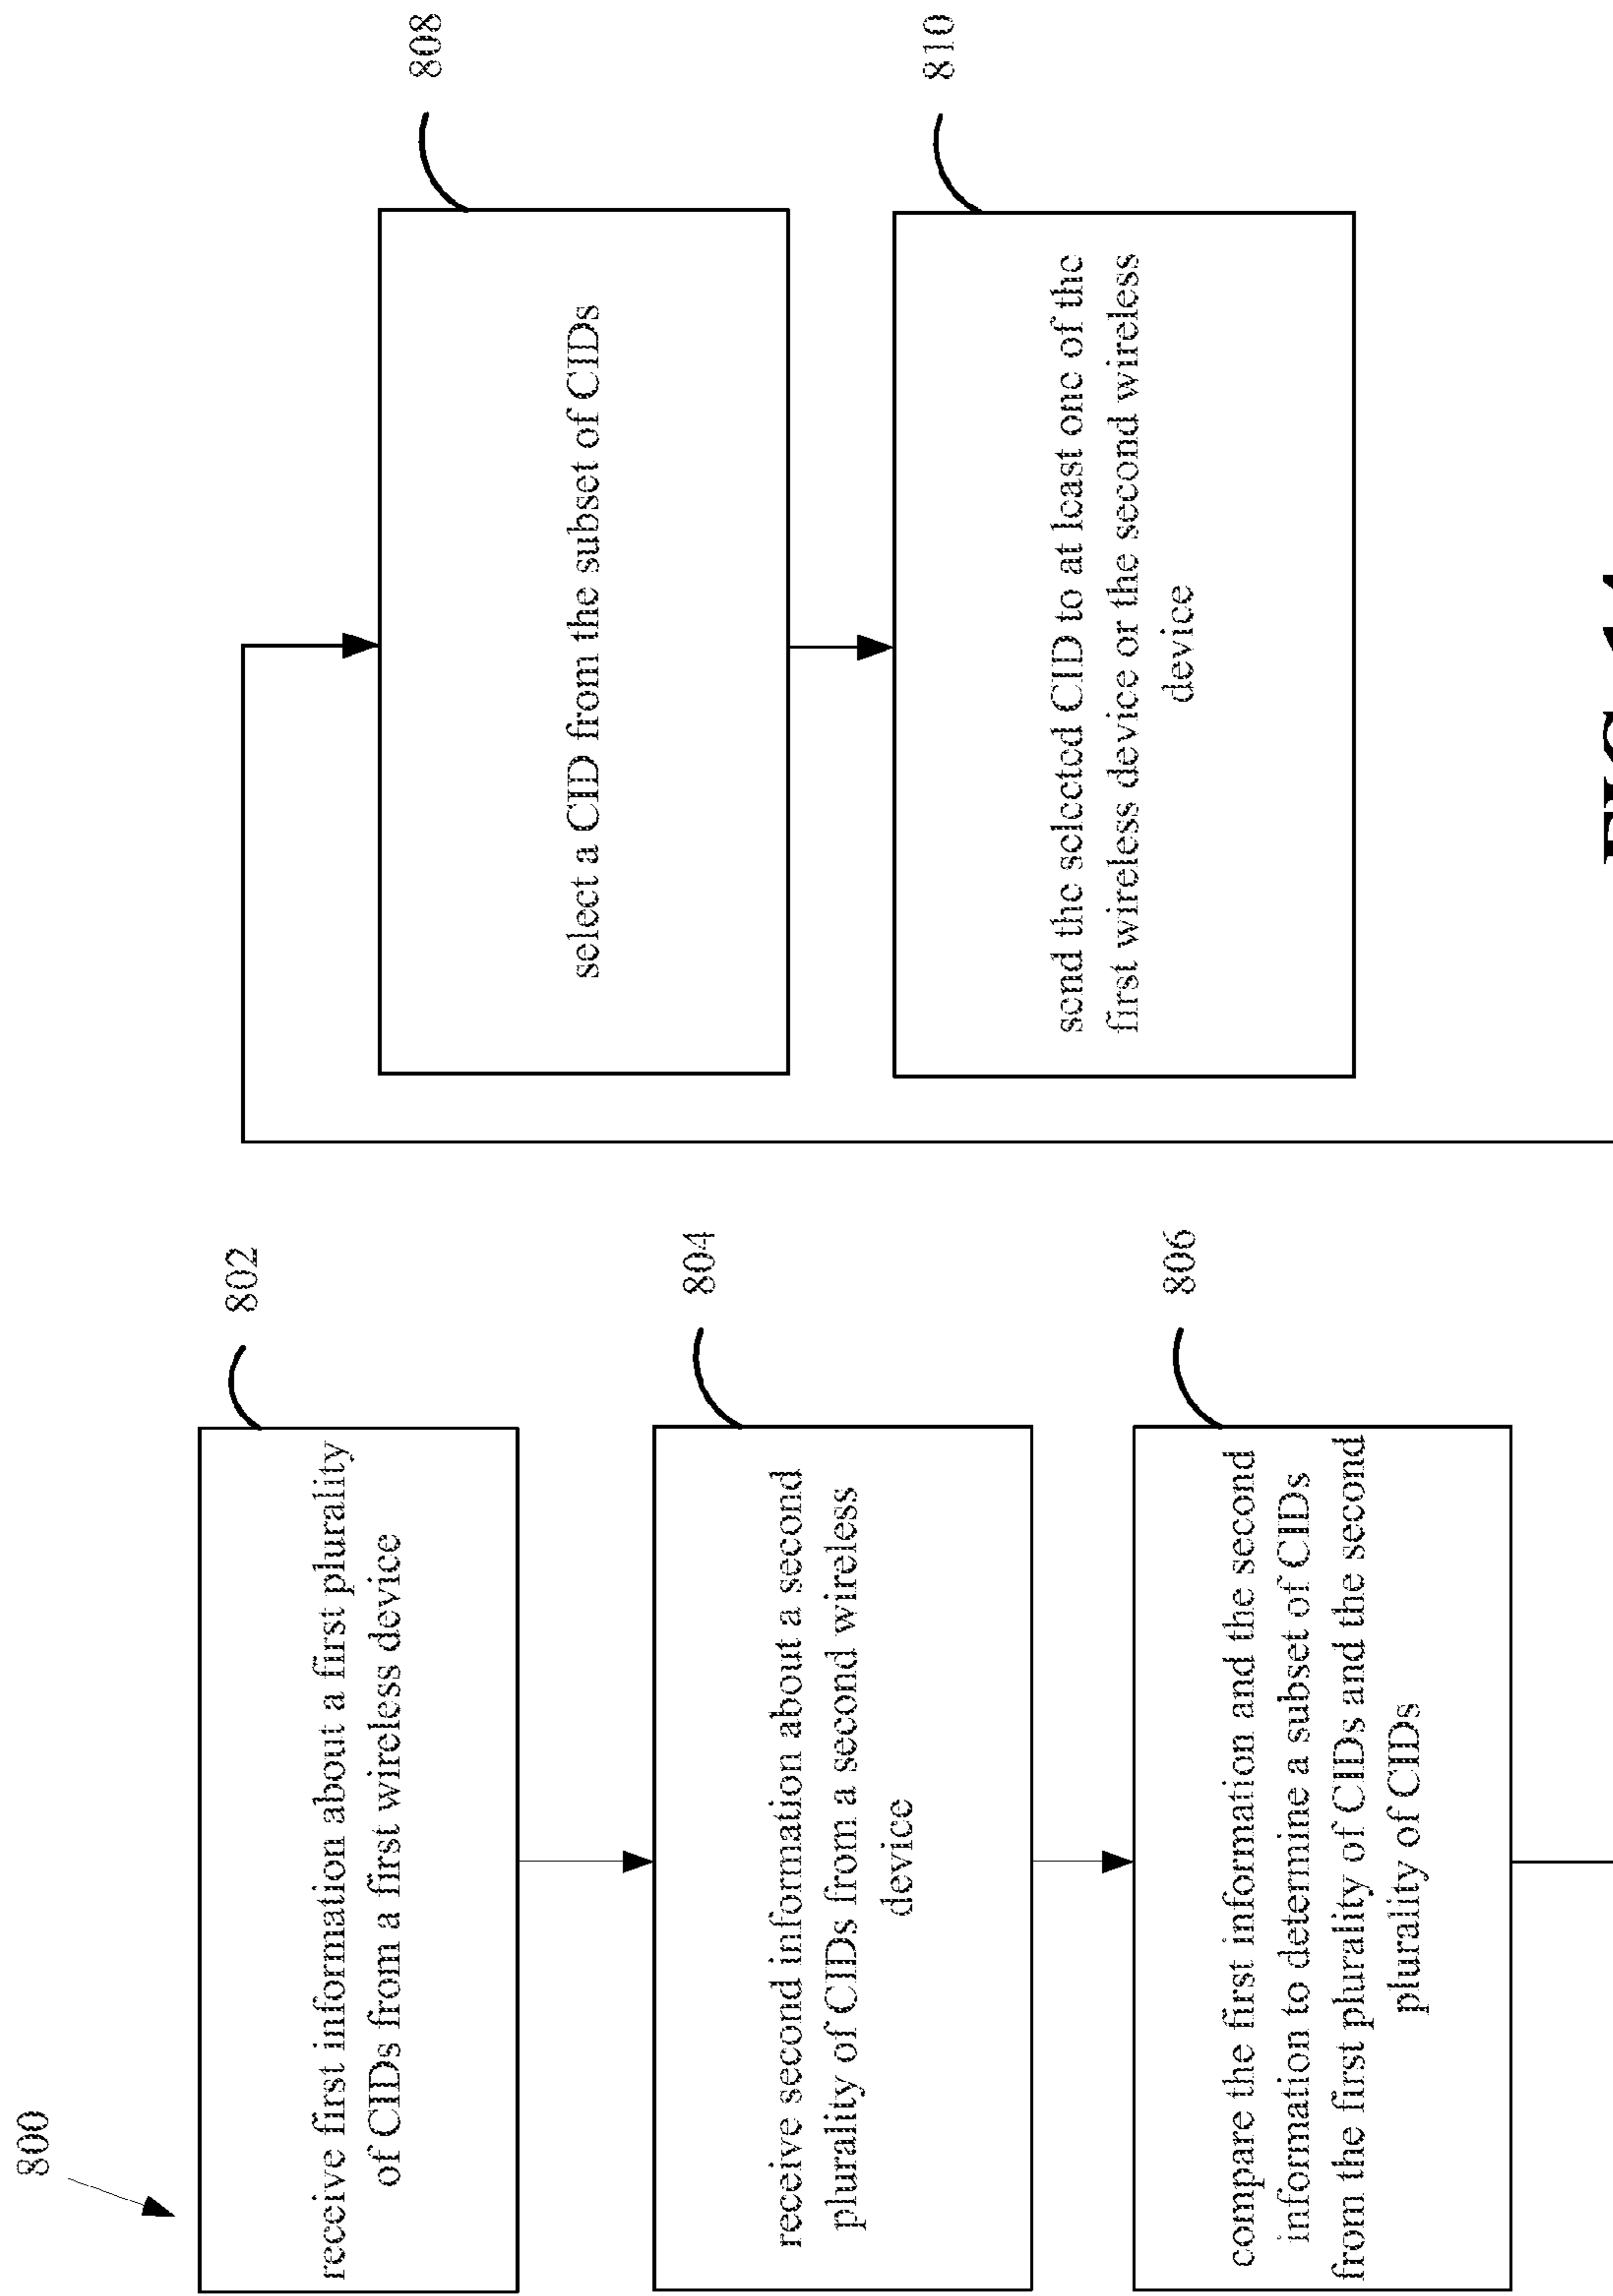 800
receive first information about a first plurality
of CIDs from a first wireless device
802
receive second information about a second
plurality of CIDs from a second wireless
device
804
compare the first information and the second
information to determine a subset of CIDs
from the first plurality of CIDs and the second
plurality of CIDs
806
select a CID from the subset of CIDs
808
send the selected CID to at least one of the
first wireless device or the second wireless
device
810